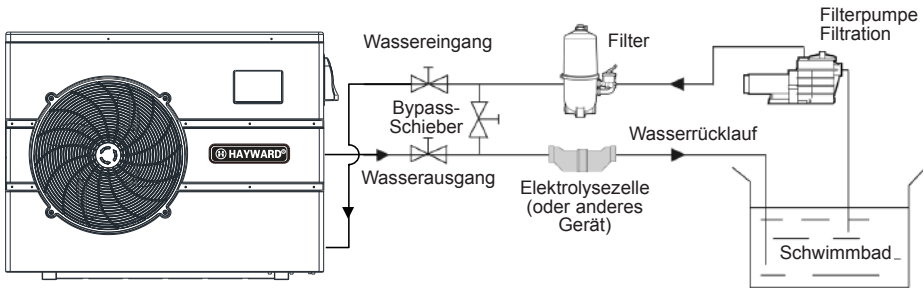 Filterpumpe
Filtration
Wassereingang
Filter
Bypass-
Schieber
HAYWARD®
Wasserrücklauf
Wasserausgang
Elektrolysezelle
(oder anderes
Gerät)
Schwimmbad